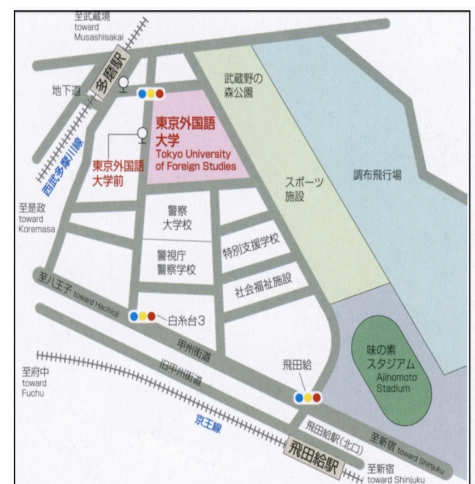 至武蔵境
toward
Musashisakai
多磨駅
地下道
西武多摩川線
東京外国語
大学
Tokyo University
of Foreign Studies
東京外国語
大学前
武蔵野の
森公園
スポーツ
施設
調布飛行場
至是政
toward
Koremasa
警察
大学校
警視庁
警察学校
特別支援学校
社会福祉施設
至八王子 toward Hachioji
白糸台3
甲州街道
旧甲州街道
飛田給
味の素
スタジアム
Ajinomoto
Stadium
至府中
toward
Fuchu
京王線
飛田給駅(北口)
飛田給駅
至新宿 toward Shinjuku
至新宿
toward Shinjuku